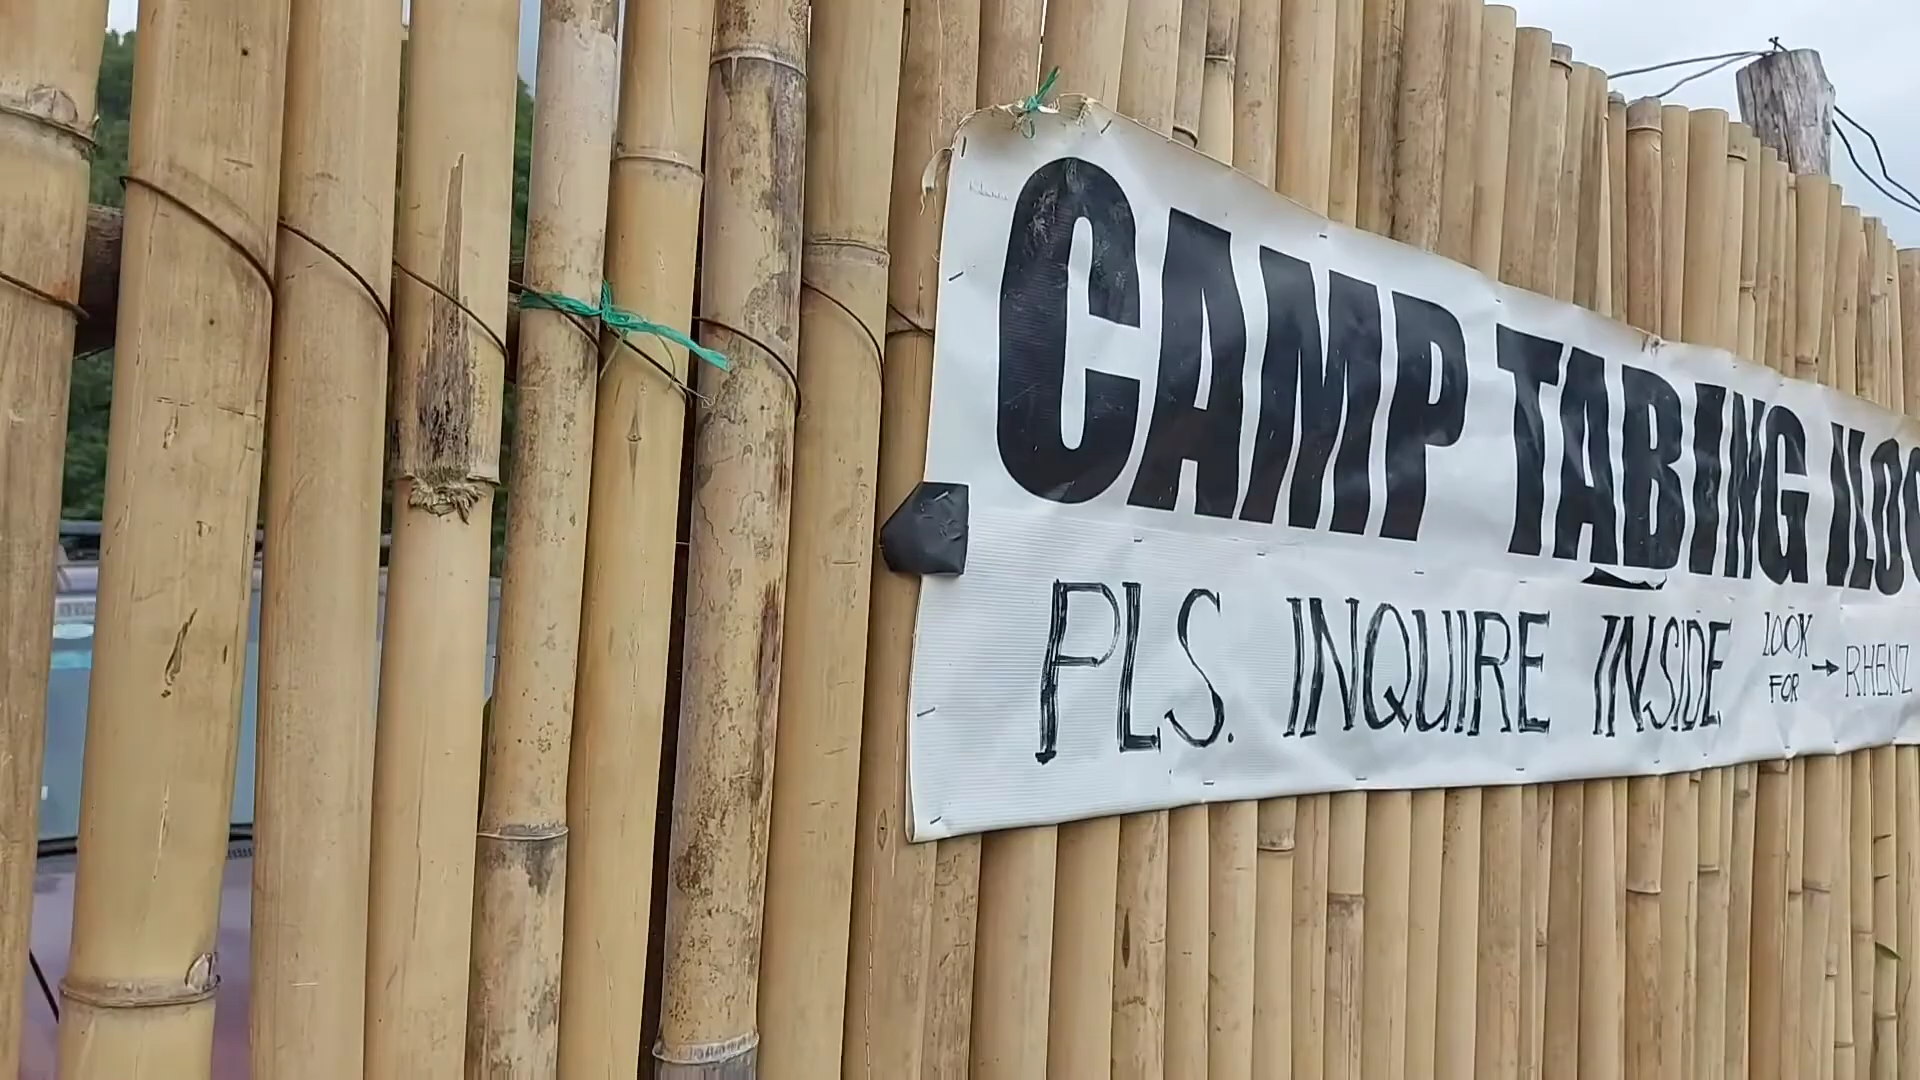 CAMP TABING
PLS. INQUIRE INSIDE LOOK FOR → RHENZ